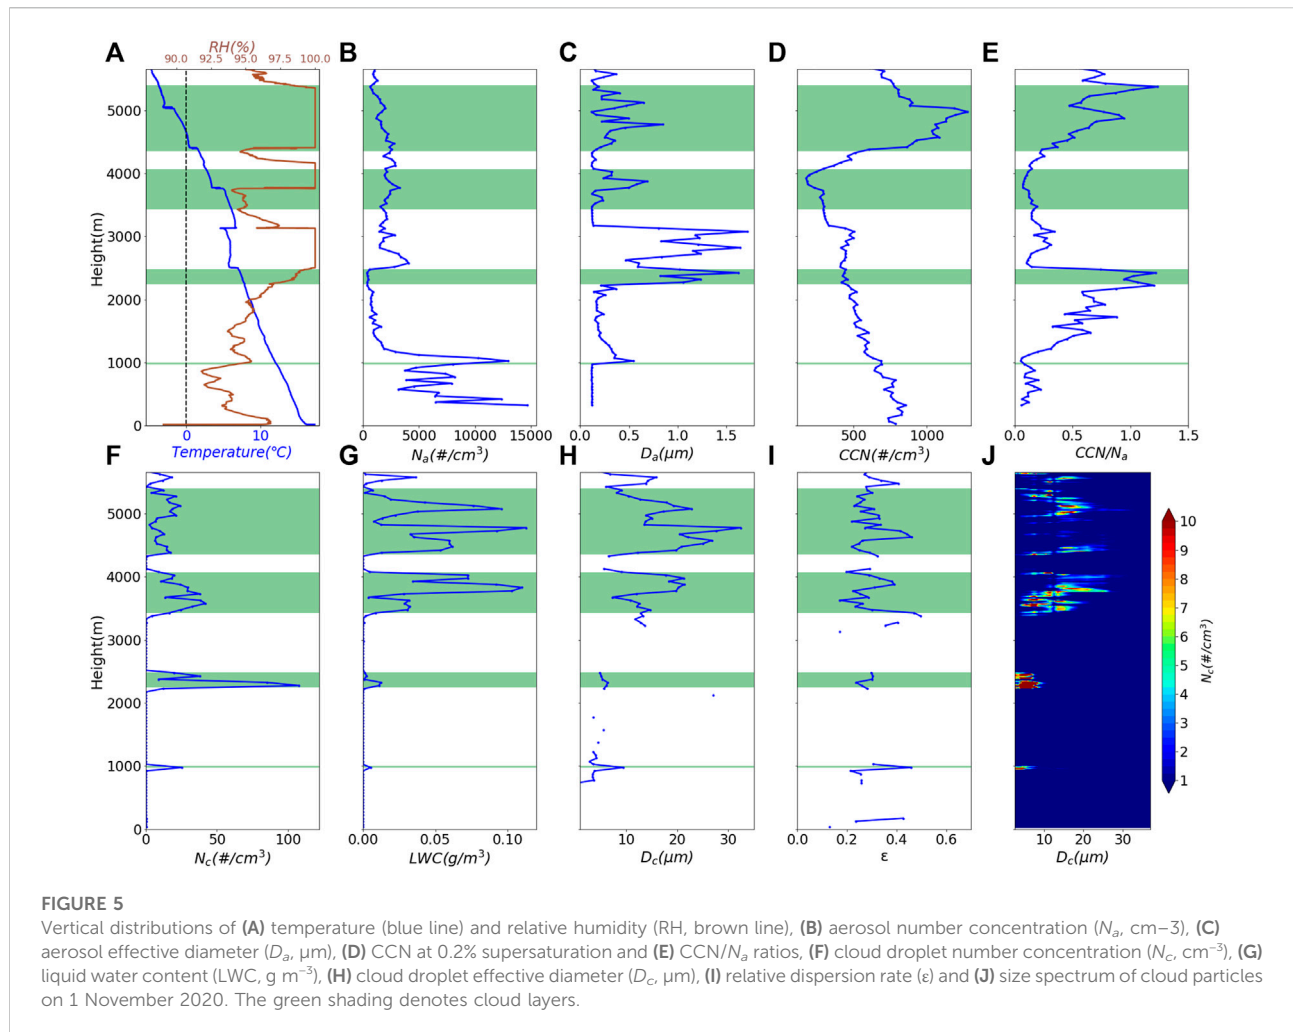 A
RH(%)
90.0 92.5 95.0 97.5 100.0
B
C
D
E
Height(m)
5000
4000
3000
2000
1000
0
0 10
Temperature(°C)
0 5000 10000 15000
Na(#/cm³)
0.0 0.5 1.0 1.5
Da(μm)
500 1000
CCN(#/cm³)
0.0 0.5 1.0 1.5
CCN/Na
F
G
H
I
J
Height(m)
5000
4000
3000
2000
1000
0
0 50 100
Nc(#/cm³)
0.00 0.05 0.10
LWC(g/m³)
10 20 30
Dc(μm)
0.0 0.2 0.4 0.6
ε
10 20 30
Dc(μm)
10
9
8
7
6
5
4
3
2
1
Nc(#/cm³)
FIGURE 5
Vertical distributions of (A) temperature (blue line) and relative humidity (RH, brown line), (B) aerosol number concentration (Na, cm−3), (C)
aerosol effective diameter (Da, μm), (D) CCN at 0.2% supersaturation and (E) CCN/Na ratios, (F) cloud droplet number concentration (Nc, cm⁻³), (G)
liquid water content (LWC, g m⁻³), (H) cloud droplet effective diameter (Dc, μm), (I) relative dispersion rate (ε) and (J) size spectrum of cloud particles
on 1 November 2020. The green shading denotes cloud layers.